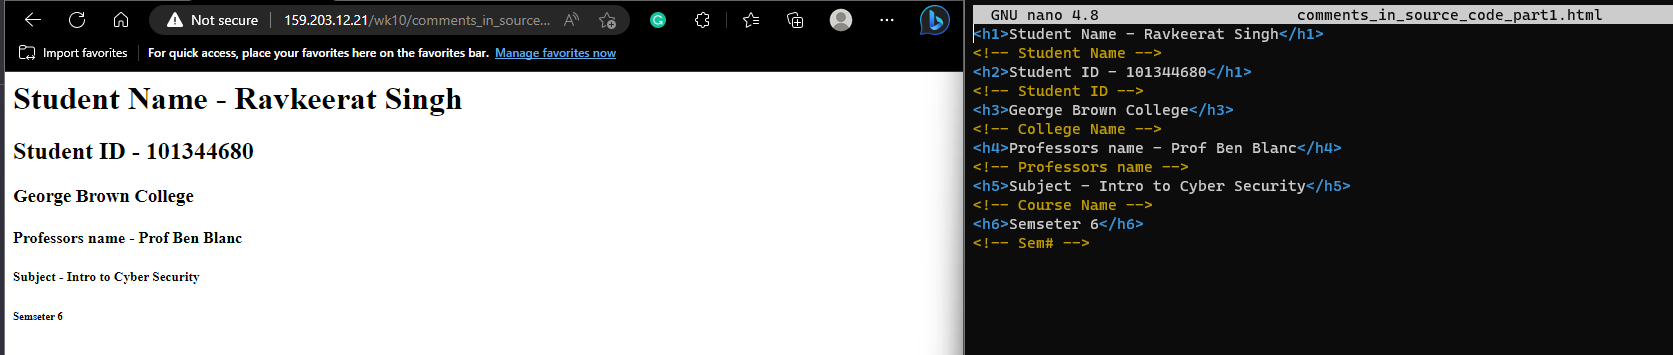 Not secure 159.203.12.21/wk10/comments_in_source...
Import favorites For quick access, place your favorites here on the favorites bar. Manage favorites now
Student Name - Ravkeerat Singh
Student ID - 101344680
George Brown College
Professors name - Prof Ben Blanc
Subject - Intro to Cyber Security
Semseter 6
GNU nano 4.8 comments_in_source_code_part1.html
<h1>Student Name - Ravkeerat Singh</h1>
<!-- Student Name -->
<h2>Student ID - 101344680</h1>
<!-- Student ID -->
<h3>George Brown College</h3>
<!-- College Name -->
<h4>Professors name - Prof Ben Blanc</h4>
<!-- Professors name -->
<h5>Subject - Intro to Cyber Security</h5>
<!-- Course Name -->
<h6>Semseter 6</h6>
<!-- Sem# -->